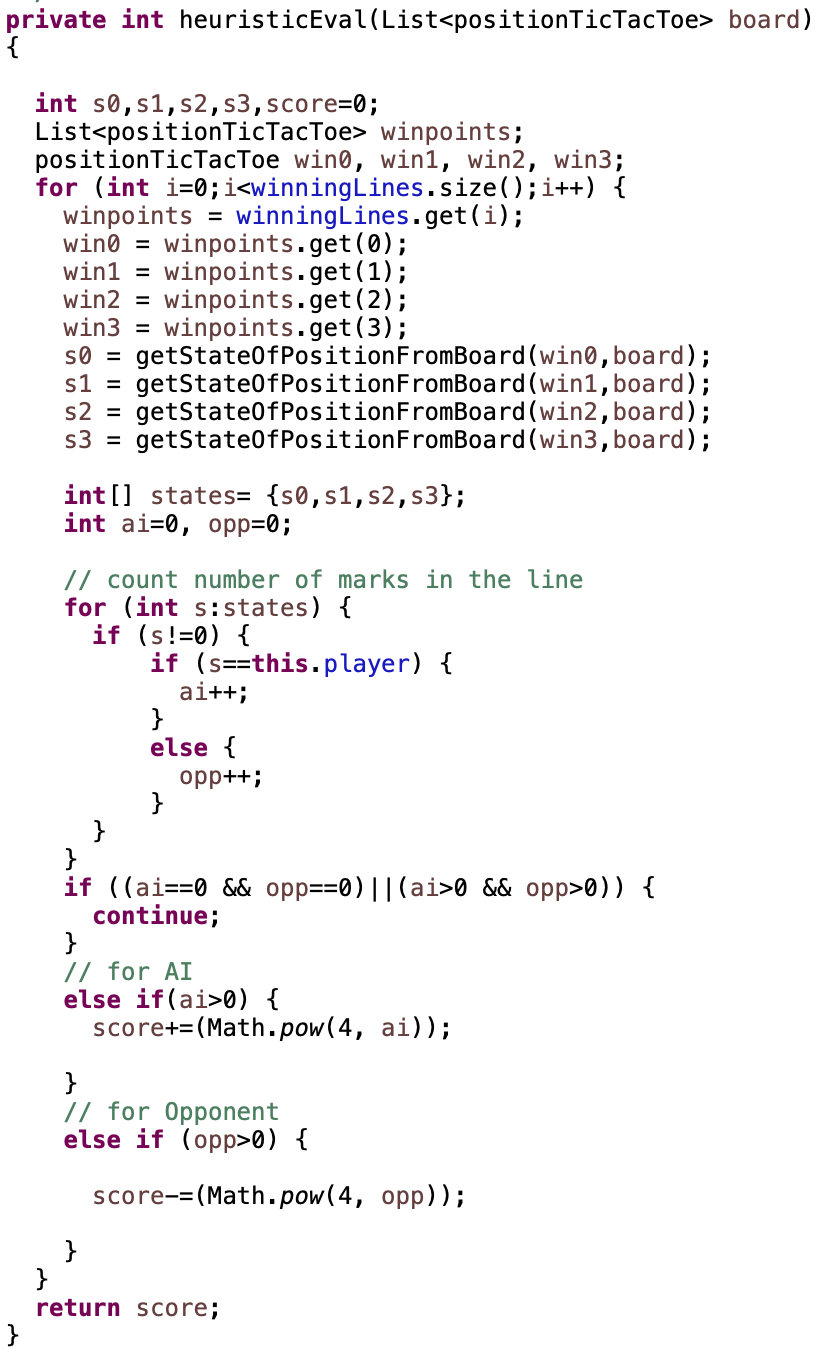 private int heuristicEval(List<positionTicTacToe> board)
{
int s0,s1,s2,s3,score=0;
List<positionTicTacToe> winpoints;
positionTicTacToe win0, win1, win2, win3;
for (int i=0;i<winningLines.size();i++) {
winpoints = winningLines.get(i);
win0 = winpoints.get(0);
win1 = winpoints.get(1);
win2 = winpoints.get(2);
win3 = winpoints.get(3);
s0 = getStateOfPositionFromBoard(win0,board);
s1 = getStateOfPositionFromBoard(win1,board);
s2 = getStateOfPositionFromBoard(win2,board);
s3 = getStateOfPositionFromBoard(win3,board);
int[] states= {s0,s1,s2,s3};
int ai=0, opp=0;
// count number of marks in the line
for (int s:states) {
if (s!=0) {
if (s==this.player) {
ai++;
}
else {
opp++;
}
}
}
if ((ai==0 && opp==0)||(ai>0 && opp>0)) {
continue;
}
// for AI
else if(ai>0) {
score+=(Math.pow(4, ai));
}
// for Opponent
else if (opp>0) {
score-=(Math.pow(4, opp));
}
}
return score;
}